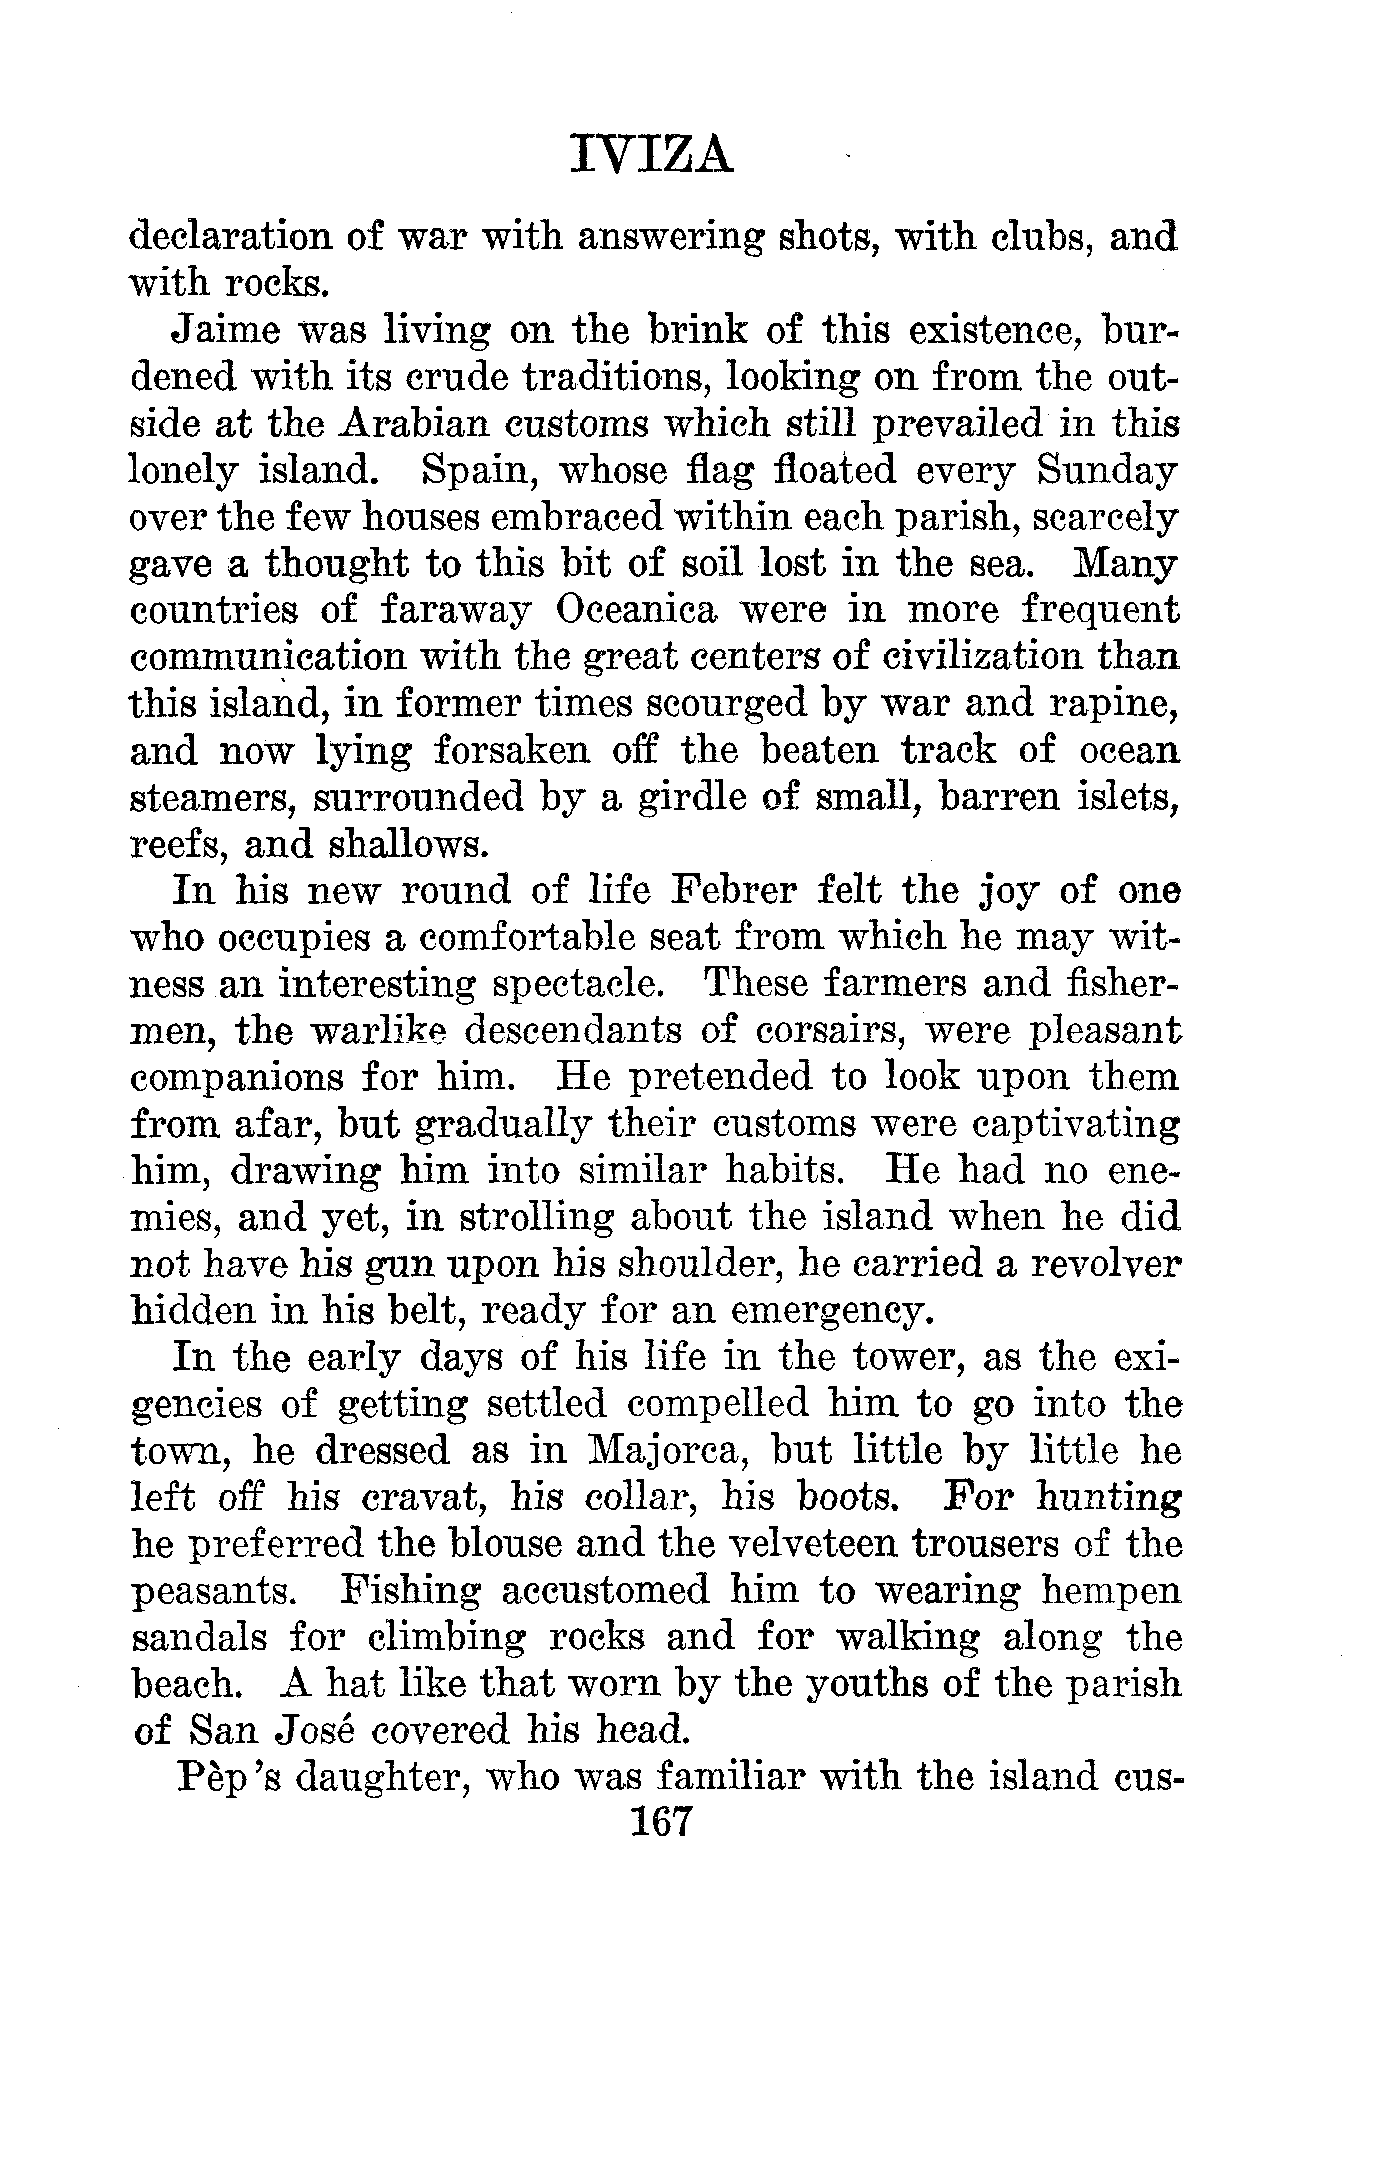 IVIZA
declaration of war with answering shots, with clubs, and
with rocks.
Jaime was living on the brink of this existence, bur-
dened with its crude traditions, looking on from the out-
side at the Arabian customs which still prevailed in this
lonely island. Spain, whose flag floated every Sunday
over the few houses embraced within each parish, scarcely
gave a thought to this bit of soil lost in the sea. Many
countries of faraway Oceanica were in more frequent
communication with the great centers of civilization than
this island, in former times scourged by war and rapine,
and now lying forsaken off the beaten track of ocean
steamers, surrounded by a girdle of small, barren islets,
reefs, and shallows.
In his new round of life Febrer felt the joy of one
who occupies a comfortable seat from which he may wit-
ness an interesting spectacle. These farmers and fisher-
men, the warlike descendants of corsairs, were pleasant
companions for him. He pretended to look upon them
from afar, but gradually their customs were captivating
him, drawing him into similar habits. He had no ene-
mies, and yet, in strolling about the island when he did
not have his gun upon his shoulder, he carried a revolver
hidden in his belt, ready for an emergency.
In the early days of his life in the tower, as the exi-
gencies of getting settled compelled him to go into the
town, he dressed as in Majorca, but little by little he
left off his cravat, his collar, his boots. For hunting
he preferred the blouse and the velveteen trousers of the
peasants. Fishing accustomed him to wearing hempen
sandals for climbing rocks and for walking along the
beach. A hat like that worn by the youths of the parish
of San José covered his head.
Pèp's daughter, who was familiar with the island cus-
167